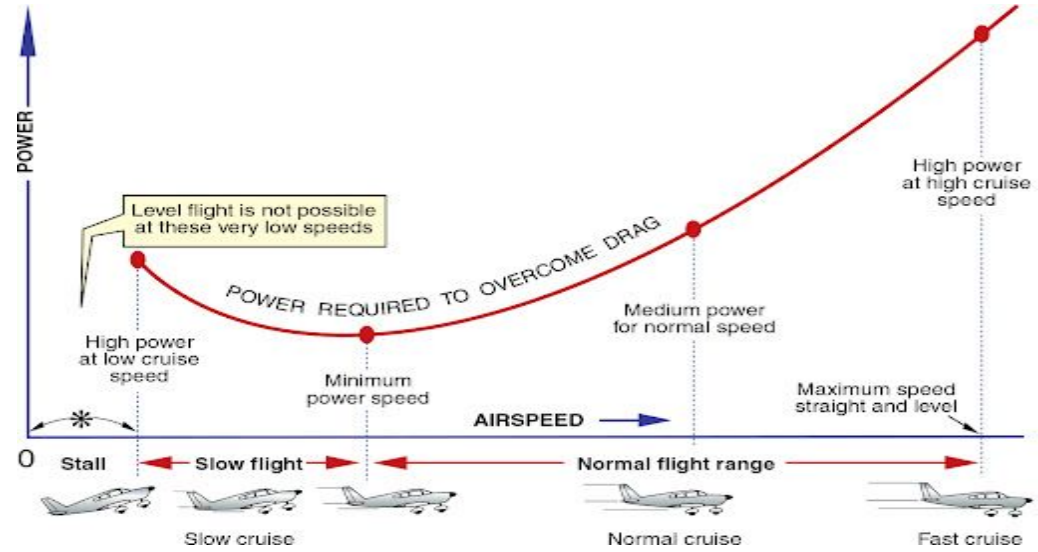 POWER
Level flight is not possible
at these very low speeds
POWER REQUIRED TO OVERCOME DRAG
High power
at high cruise
speed
High power
at low cruise
speed
Minimum
power speed
Medium power
for normal speed
Maximum speed
straight and level
*
AIRSPEED
0
Stall
Slow flight
Normal flight range
Slow cruise
Normal cruise
Fast cruise